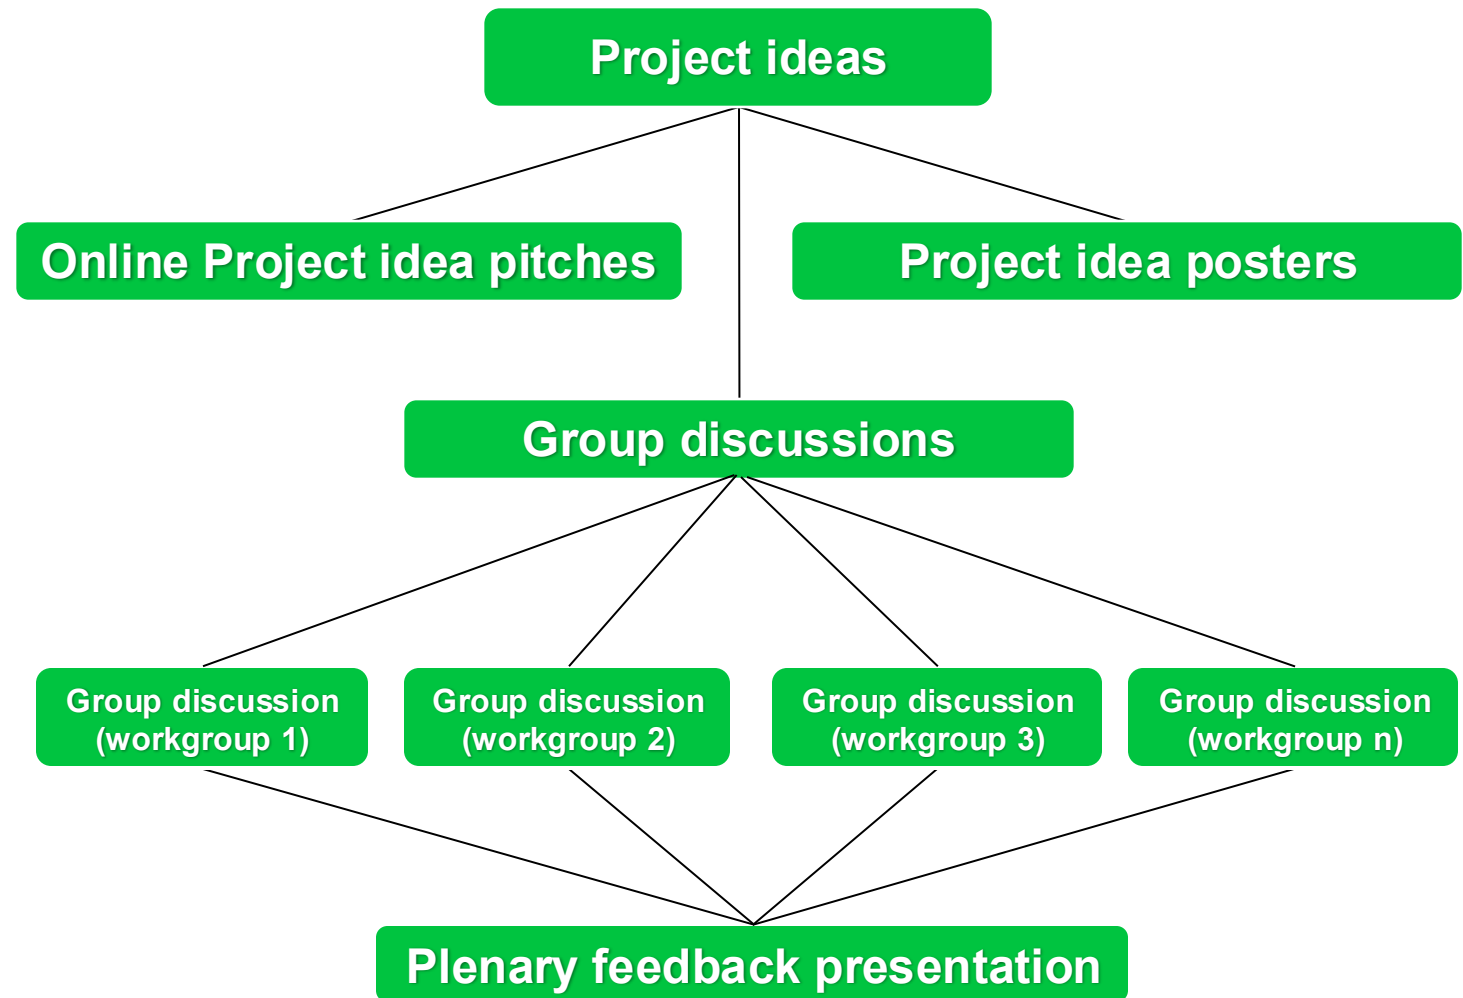 Project ideas
Online Project idea pitches
Project idea posters
Group discussions
Group discussion
(workgroup 1)
Group discussion
(workgroup 2)
Group discussion
(workgroup 3)
Group discussion
(workgroup n)
Plenary feedback presentation